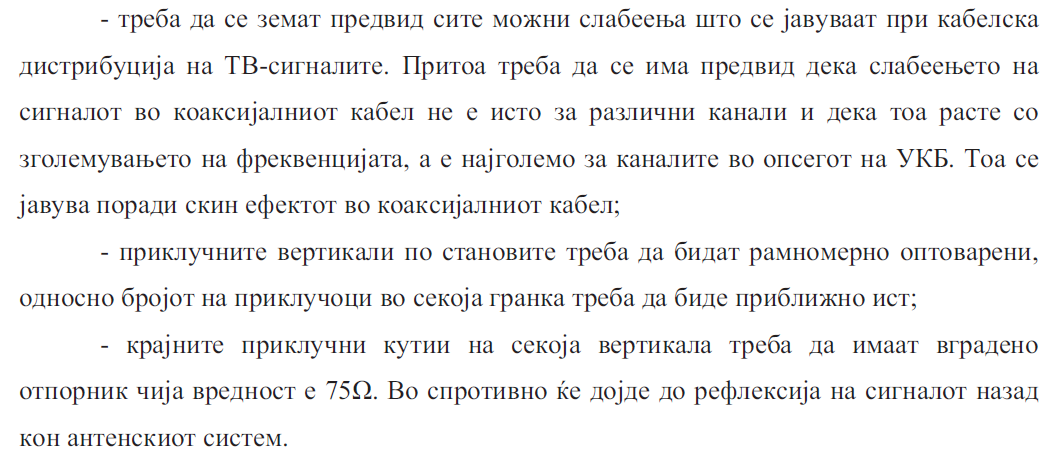 - треба да се земат предвид сите можни слабеења што се јавуваат при кабелска
дистрибуција на ТВ-сигналите. Притоа треба да се има предвид дека слабеењето на
сигналот во коаксијалниот кабел не е исто за различни канали и дека тоа расте со
зголемувањето на фреквенцијата, а е најголемо за каналите во опсегот на УКБ. Тоа се
јавува поради скин ефектот во коаксијалниот кабел;
- приклучните вертикали по становите треба да бидат рамномерно оптоварени,
односно бројот на приклучоци во секоја гранка треба да биде приближно ист;
- крајните приклучни кутии на секоја вертикала треба да имаат вградено
отпорник чија вредност е 75Ω. Во спротивно ќе дојде до рефлексија на сигналот назад
кон антенскиот систем.